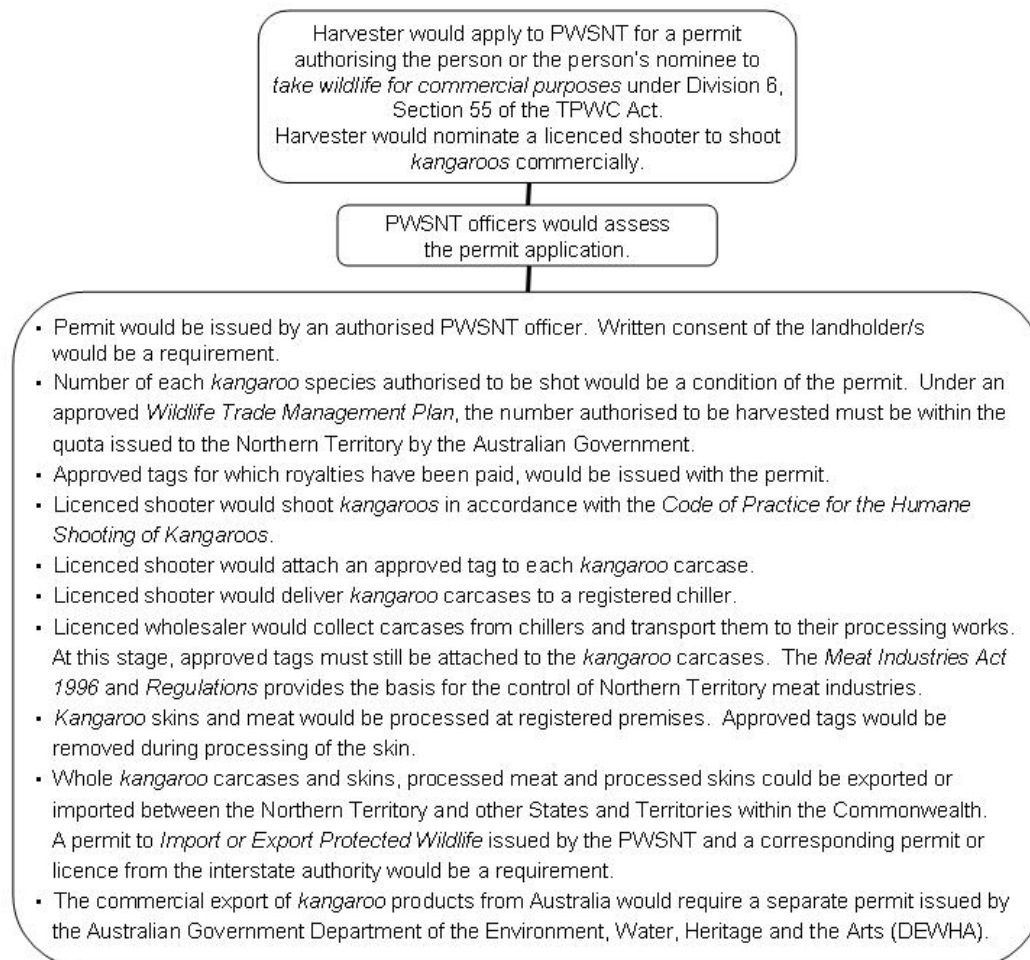 Harvester would apply to PWSNT for a permit
authorising the person or the person's nominee to
take wildlife for commercial purposes under Division 6,
Section 55 of the TPWC Act.
Harvester would nominate a licenced shooter to shoot
kangaroos commercially.
PWSNT officers would assess
the permit application.
▪ Permit would be issued by an authorised PWSNT officer. Written consent of the landholder/s
would be a requirement.
▪ Number of each kangaroo species authorised to be shot would be a condition of the permit. Under an
approved Wildlife Trade Management Plan, the number authorised to be harvested must be within the
quota issued to the Northern Territory by the Australian Government.
▪ Approved tags for which royalties have been paid, would be issued with the permit.
▪ Licenced shooter would shoot kangaroos in accordance with the Code of Practice for the Humane
Shooting of Kangaroos.
▪ Licenced shooter would attach an approved tag to each kangaroo carcase.
▪ Licenced shooter would deliver kangaroo carcases to a registered chiller.
▪ Licenced wholesaler would collect carcases from chillers and transport them to their processing works.
At this stage, approved tags must still be attached to the kangaroo carcases. The Meat Industries Act
1996 and Regulations provides the basis for the control of Northern Territory meat industries.
▪ Kangaroo skins and meat would be processed at registered premises. Approved tags would be
removed during processing of the skin.
▪ Whole kangaroo carcases and skins, processed meat and processed skins could be exported or
imported between the Northern Territory and other States and Territories within the Commonwealth.
A permit to Import or Export Protected Wildlife issued by the PWSNT and a corresponding permit or
licence from the interstate authority would be a requirement.
▪ The commercial export of kangaroo products from Australia would require a separate permit issued by
the Australian Government Department of the Environment, Water, Heritage and the Arts (DEWHA).